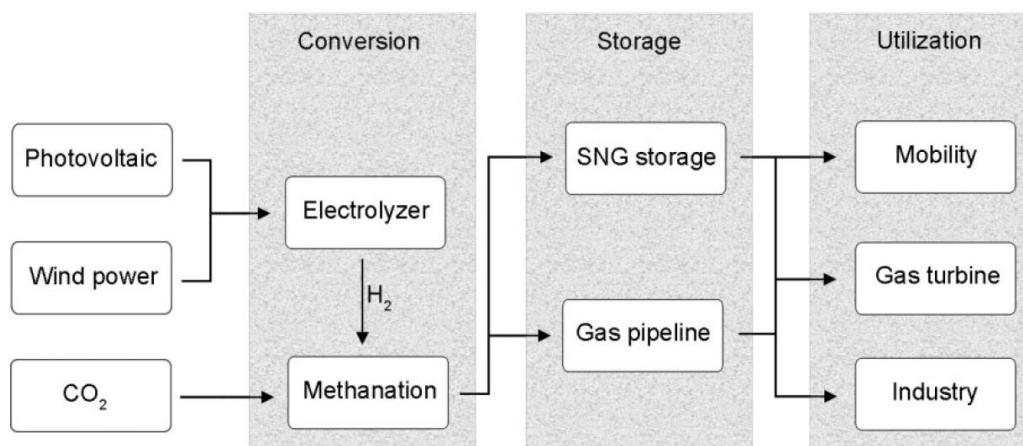 Conversion
Storage
Utilization
Photovoltaic
Wind power
CO₂
Electrolyzer
H₂
Methanation
SNG storage
Gas pipeline
Mobility
Gas turbine
Industry